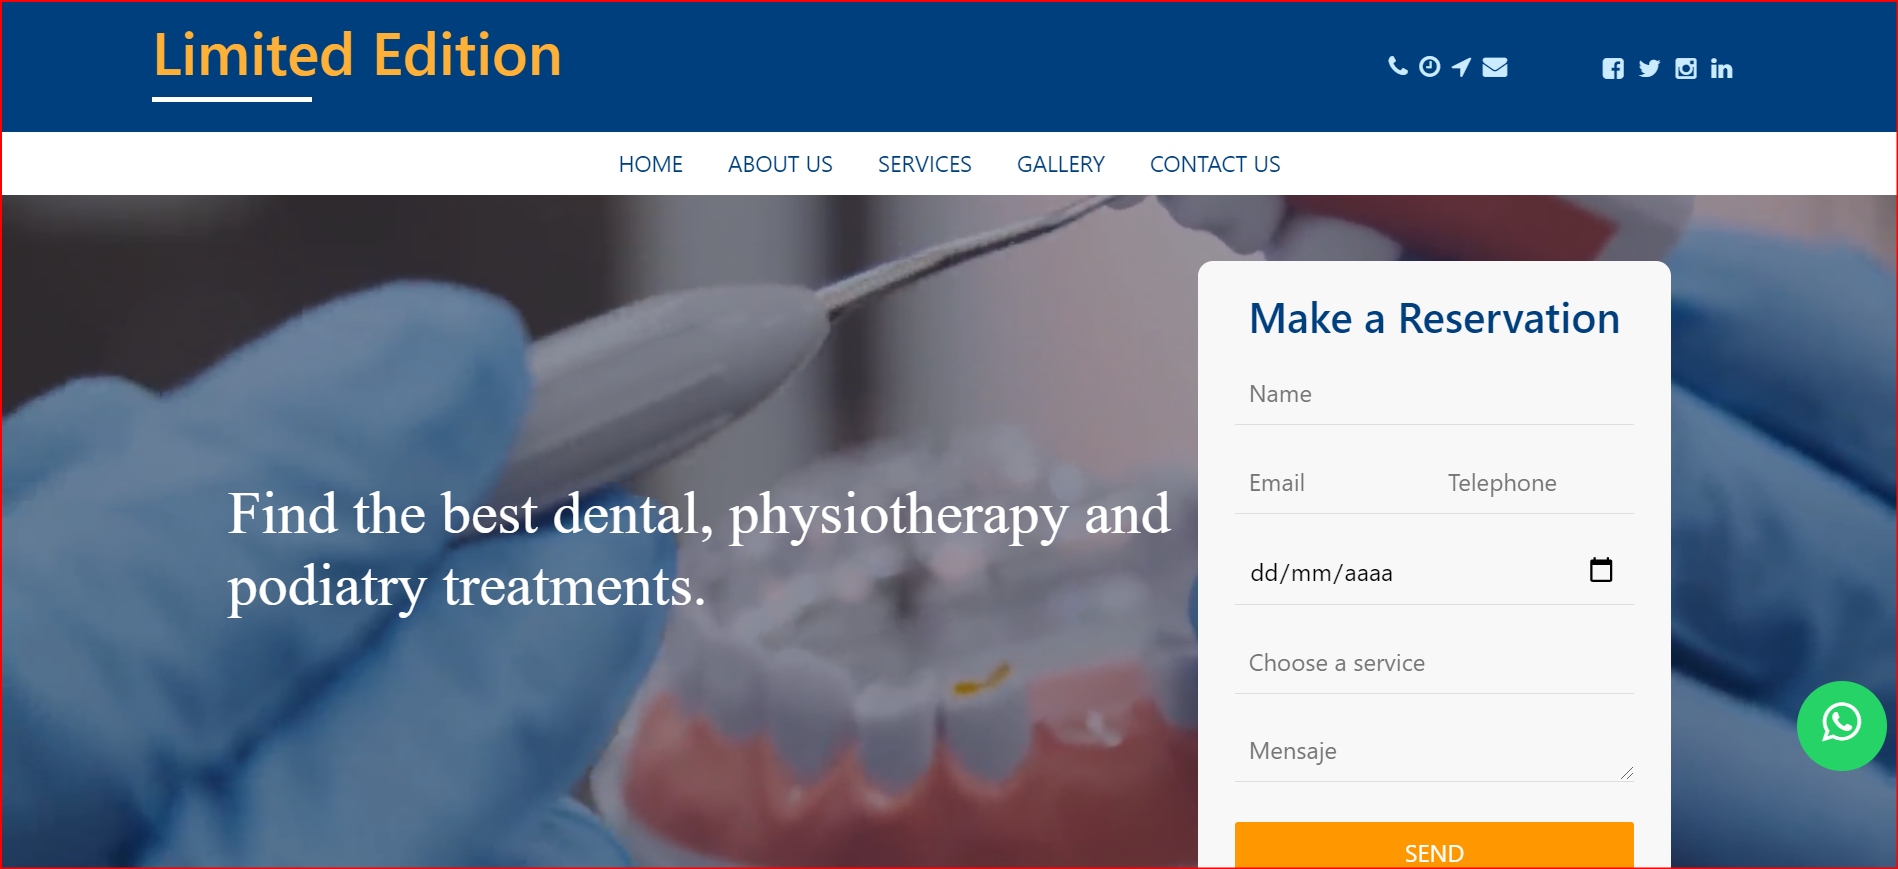 Limited Edition
HOME ABOUT US SERVICES GALLERY CONTACT US
Find the best dental, physiotherapy and
podiatry treatments.
Make a Reservation
Name
Email Telephone
dd/mm/aaaa
Choose a service
Mensaje
SEND